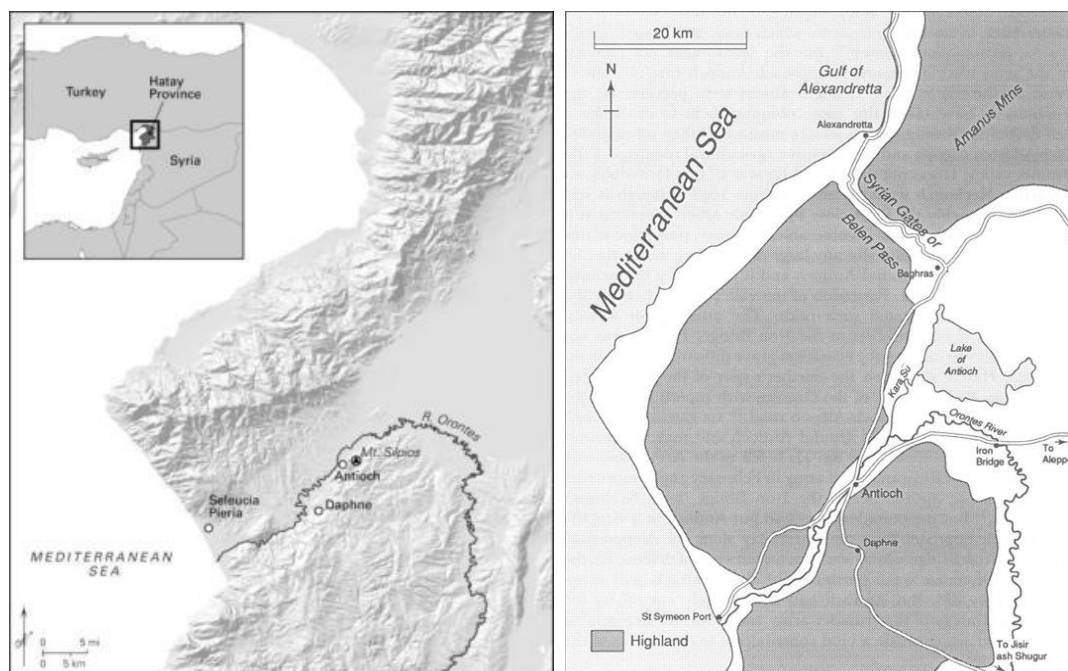 Turkey
Hatay
Province
Syria
R. Orontes
Mt. Silpios
Antioch
Daphne
Seleucia
Pieria
MEDITERRANEAN
SEA
0 5 mi
0 5 km
20 km
N
Gulf of
Alexandretta
Alexandretta
Amanus Mtns
Mediterranean Sea
Syrian Gates or
Belen Pass
Baghras
Lake
of
Antioch
Kara Su
Orontes River
Iron
Bridge
To
Aleppo
Antioch
Daphne
St Symeon Port
Highland
To Jisir
ash Shugur